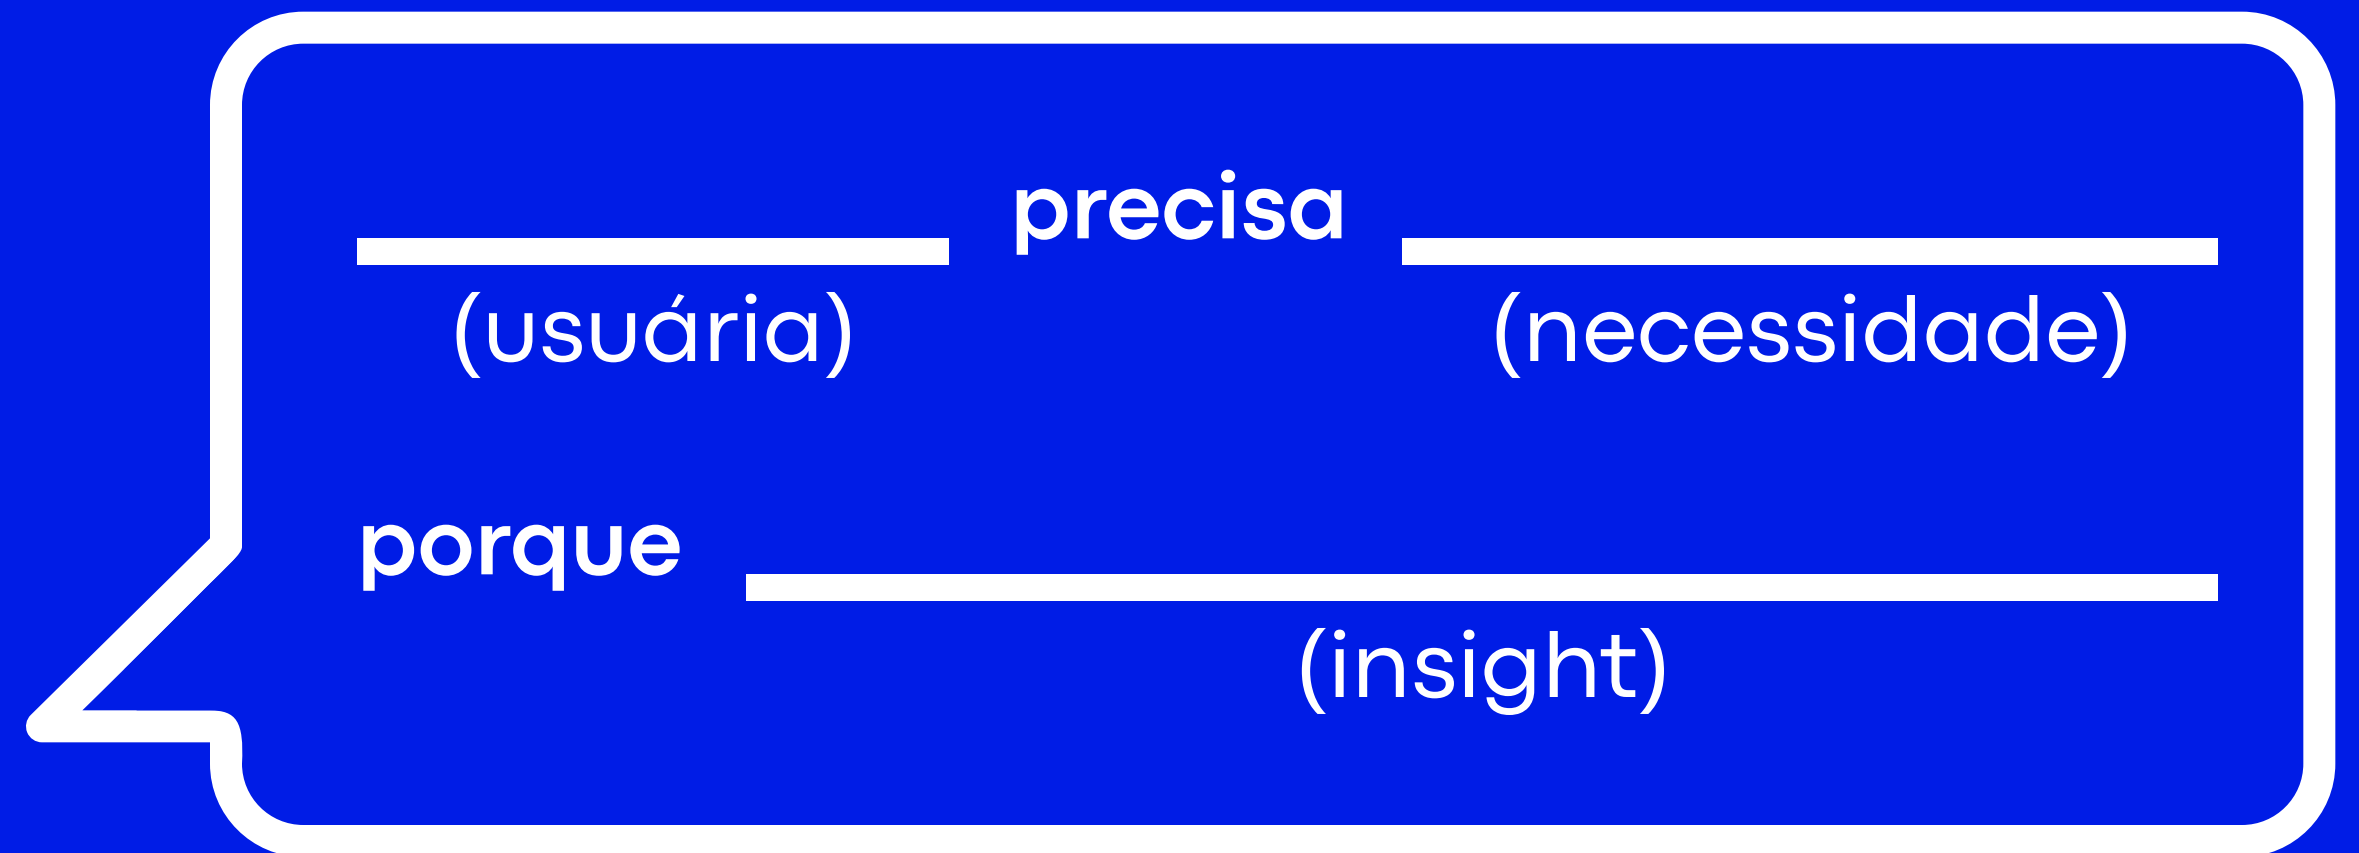 precisa
(usuária) (necessidade)
porque
(insight)